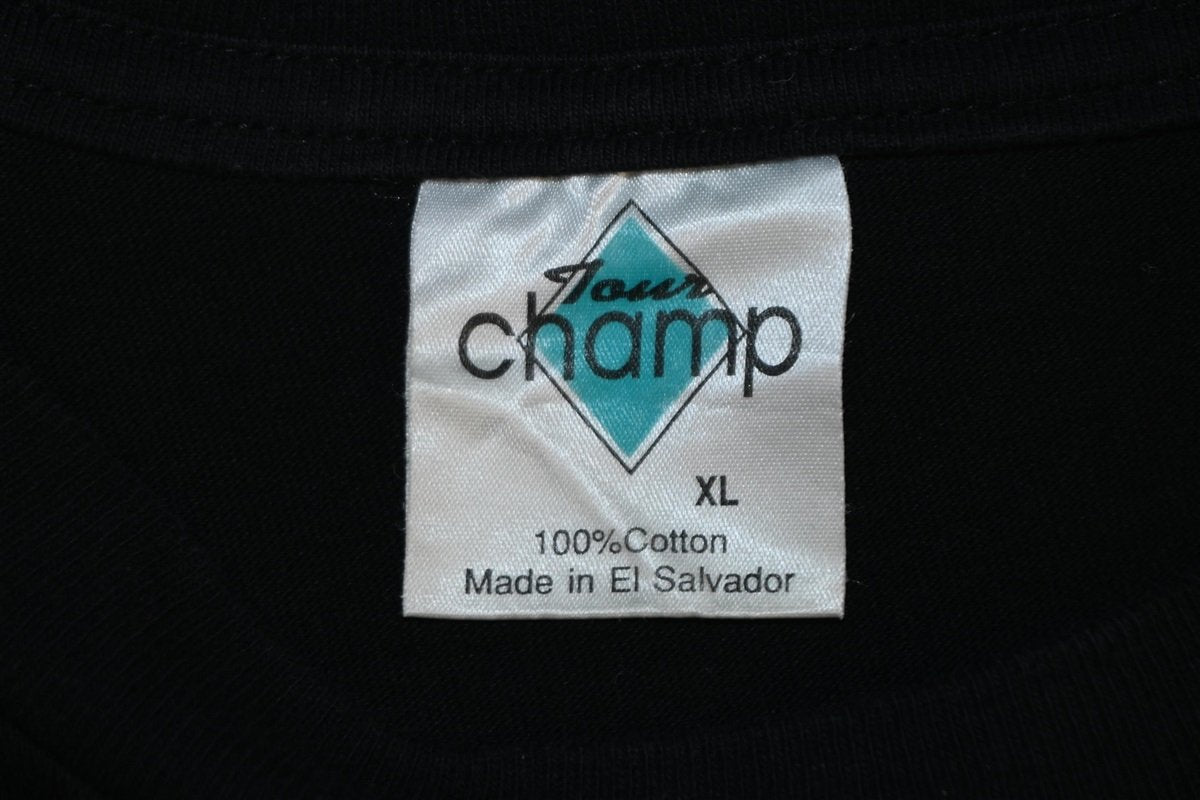 Tour
champ
XL
100%Cotton
Made in El Salvador